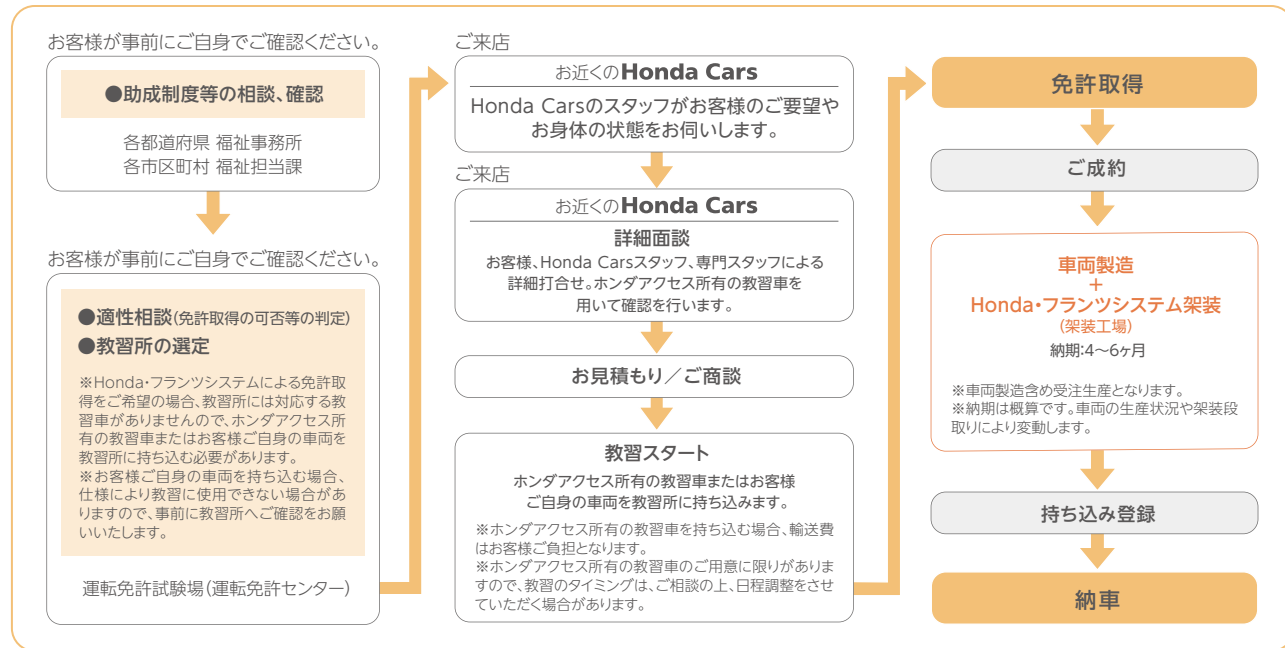 お客様が事前にご自身でご確認ください。
●助成制度等の相談、確認
各都道府県 福祉事務所
各市区町村 福祉担当課
お客様が事前にご自身でご確認ください。
●適性相談(免許取得の可否等の判定)
●教習所の選定
※Honda・フランツシステムによる免許取
得をご希望の場合、教習所には対応する教
習車がありませんので、ホンダアクセス所
有の教習車またはお客様ご自身の車両を
教習所に持ち込む必要があります。
※お客様ご自身の車両を持ち込む場合、
仕様により教習に使用できない場合があ
りますので、事前に教習所へご確認をお願
いいたします。
運転免許試験場(運転免許センター)
ご来店
お近くのHonda Cars
Honda Carsのスタッフがお客様のご要望や
お身体の状態をお伺いします。
ご来店
お近くのHonda Cars
詳細面談
お客様、Honda Carsスタッフ、専門スタッフによる
詳細打合せ。ホンダアクセス所有の教習車を
用いて確認を行います。
お見積もり／ご商談
教習スタート
ホンダアクセス所有の教習車またはお客様
ご自身の車両を教習所に持ち込みます。
※ホンダアクセス所有の教習車を持ち込む場合、輸送費
はお客様ご負担となります。
※ホンダアクセス所有の教習車のご用意に限りがありま
すので、教習のタイミングは、ご相談の上、日程調整をさせ
ていただく場合があります。
免許取得
ご成約
車両製造
+
Honda・フランツシステム架装
(架装工場)
納期:4〜6ヶ月
※車両製造含め受注生産となります。
※納期は概算です。車両の生産状況や架装段
取りにより変動します。
持ち込み登録
納車